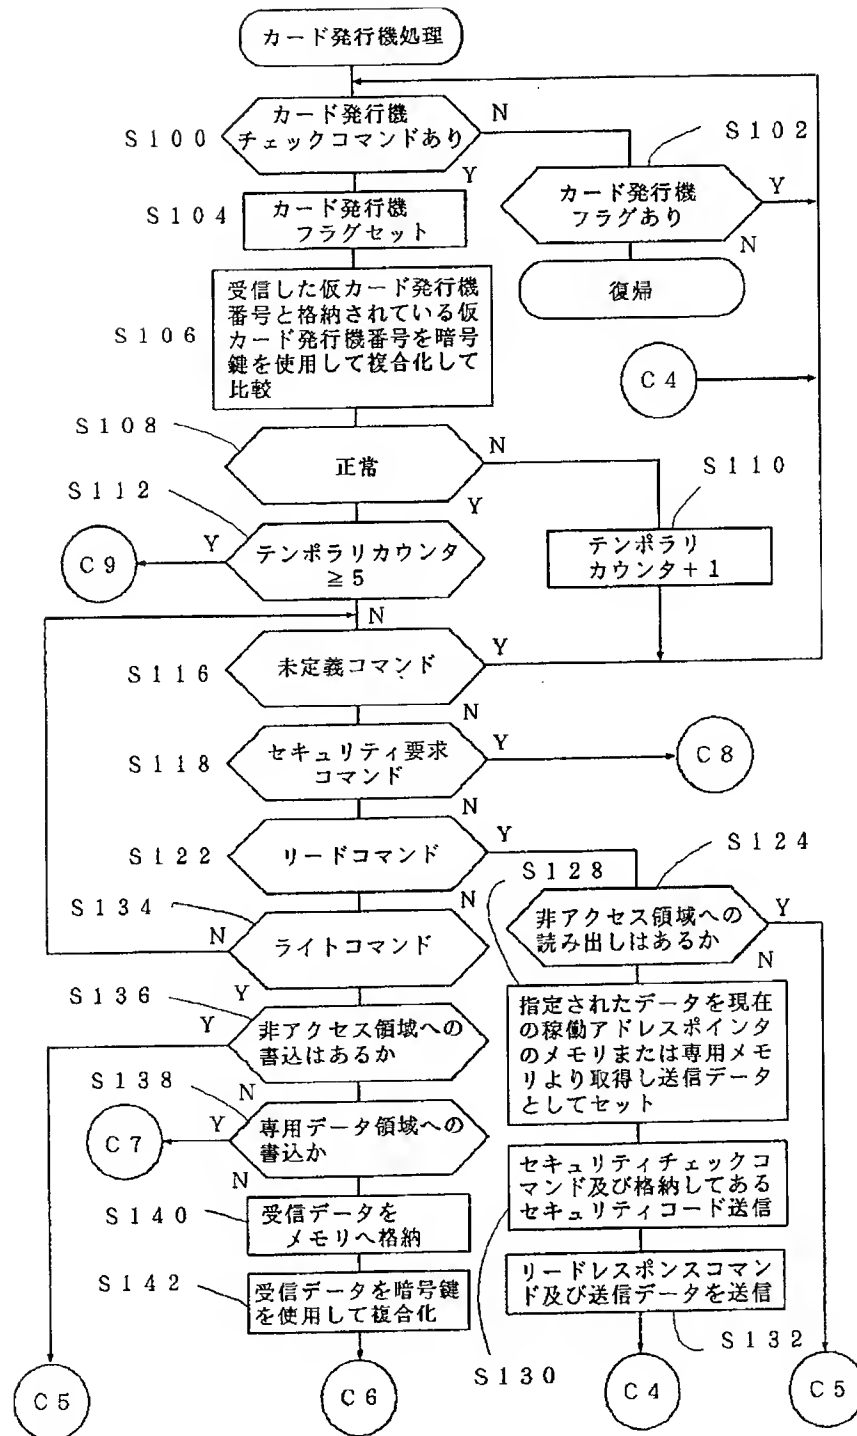 カード発行機処理
S100
カード発行機
チェックコマンドあり
N
Y
S102
カード発行機
フラグあり
Y
N
復帰
S104
カード発行機
フラグセット
S106
受信した仮カード発行機
番号と格納されている仮
カード発行機番号を暗号
鍵を使用して複合化して
比較
C4
S108
正常
N
Y
S110
テンポラリ
カウンタ+1
S112
テンポラリカウンタ
≧5
Y
C9
N
S116
未定義コマンド
Y
N
S118
セキュリティ要求
コマンド
Y
C8
N
S122
リードコマンド
Y
N
S124
非アクセス領域への
読み出しはあるか
Y
N
S128
指定されたデータを現在
の稼働アドレスポインタ
のメモリまたは専用メモ
リより取得し送信データ
としてセット
S134
ライトコマンド
N
Y
S136
非アクセス領域への
書込はあるか
Y
N
S138
専用データ領域への
書込か
Y
C7
N
S140
受信データを
メモリへ格納
S142
受信データを暗号鍵
を使用して複合化
セキュリティチェックコ
マンド及び格納してある
セキュリティコード送信
S130
リードレスポンスコマン
ド及び送信データを送信
S132
C5
C6
C4
C5